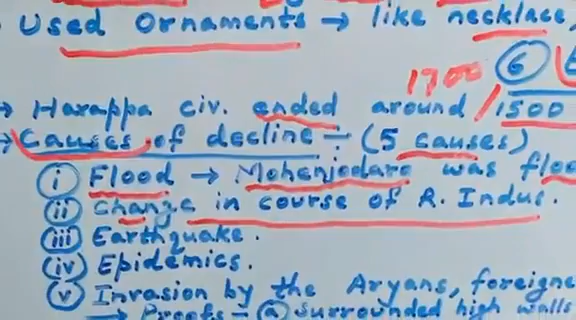 Used Ornaments → like necklace,
1700
6
→ Harappa civ. ended around / 1500
→ Causes of decline :- (5 causes)
(i) Flood → Mohenjodaro was floo
(ii) Change in course of R. Indus.
(iii) Earthquake.
(iv) Epidemics.
(v) Invasion by the Aryans, foreigne
→ Proofs - (a) Surrounded high walls